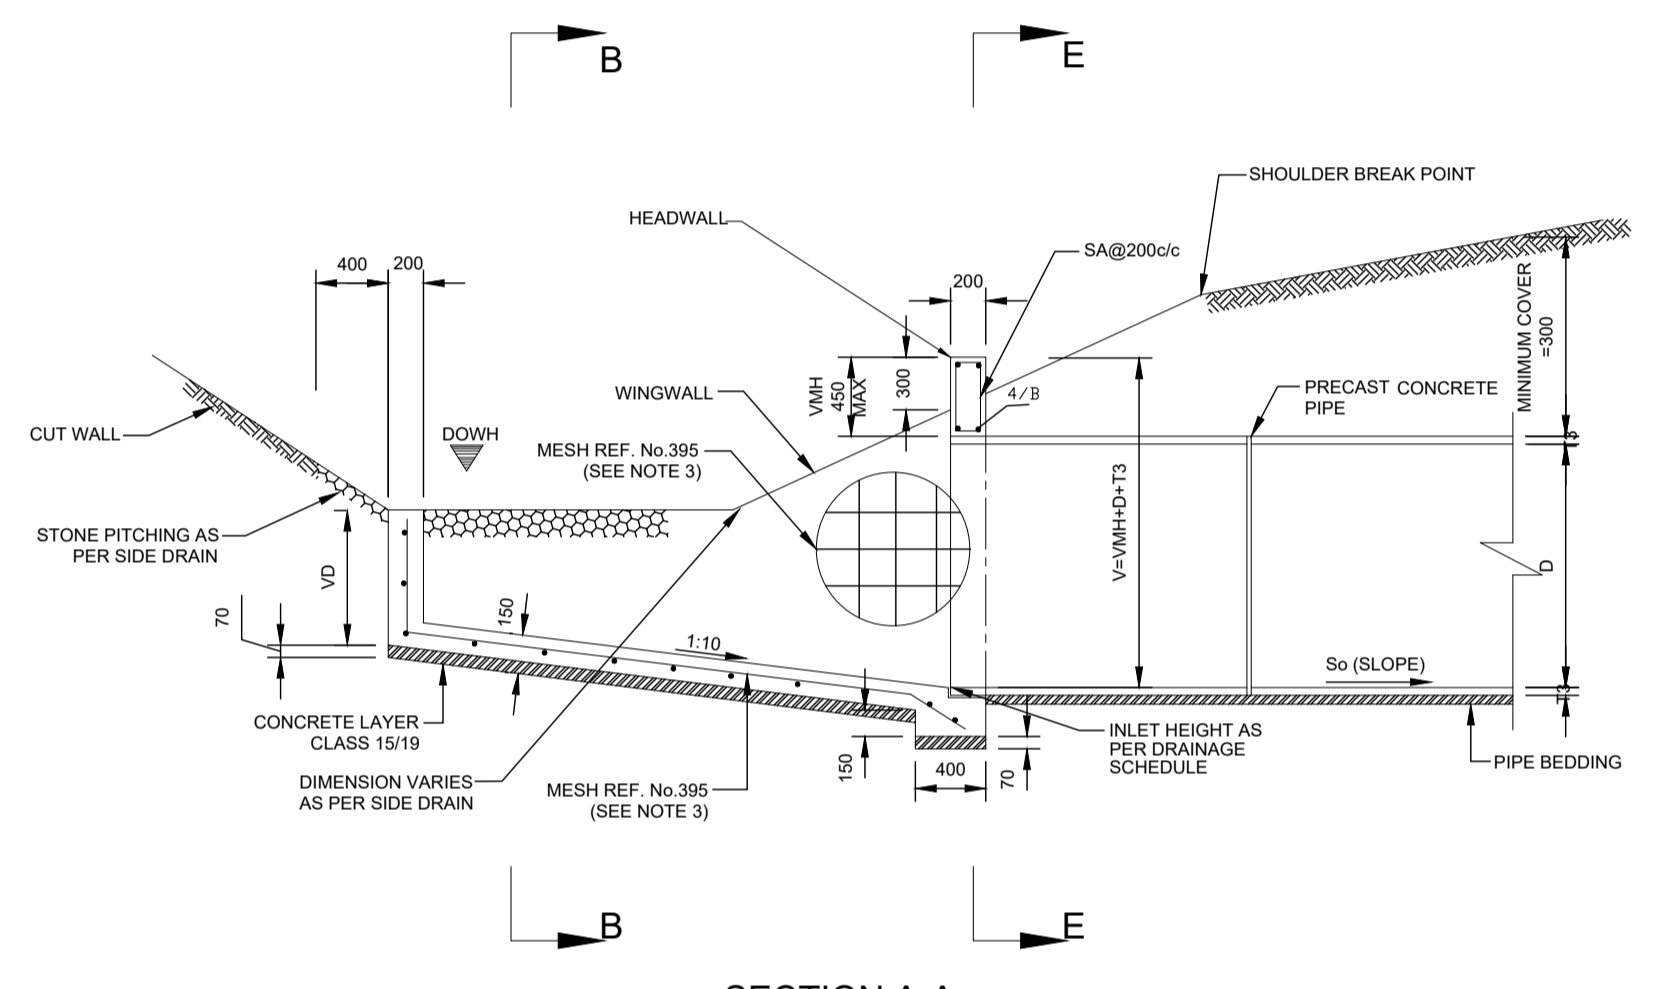 B
E
SHOULDER BREAK POINT
HEADWALL
SA@200c/c
400
200
200
MINIMUM COVER
=300
VMH
450
MAX
300
WINGWALL
4/B
PRECAST CONCRETE
PIPE
CUT WALL
DOWH
MESH REF. No.395
(SEE NOTE 3)
STONE PITCHING AS
PER SIDE DRAIN
VD
V=VMH+D+T3
D
70
150
1:10
So (SLOPE)
T3
CONCRETE LAYER
CLASS 15/19
INLET HEIGHT AS
PER DRAINAGE
SCHEDULE
PIPE BEDDING
DIMENSION VARIES
AS PER SIDE DRAIN
MESH REF. No.395
(SEE NOTE 3)
150
400
70
B
E
SECTION A-A